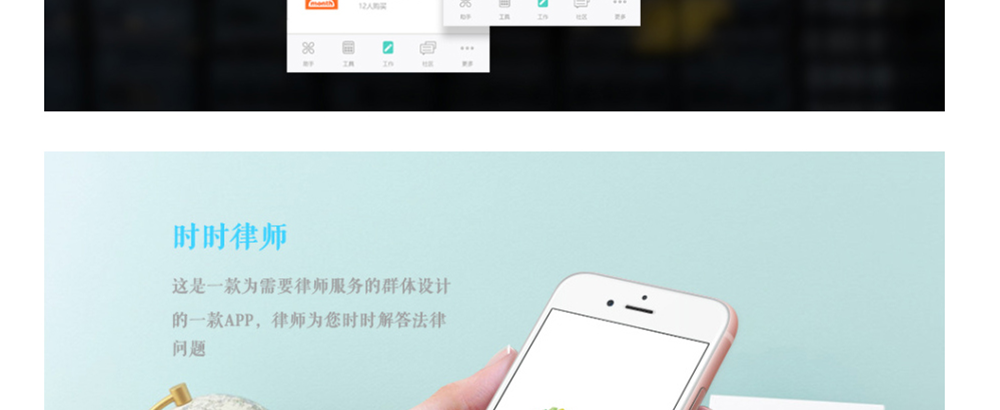 month
12人购买
助手 工具 工作 社区 更多
助手 工具 工作 社区 更多
时时律师
这是一款为需要律师服务的群体设计
的一款APP，律师为您时时解答法律
问题